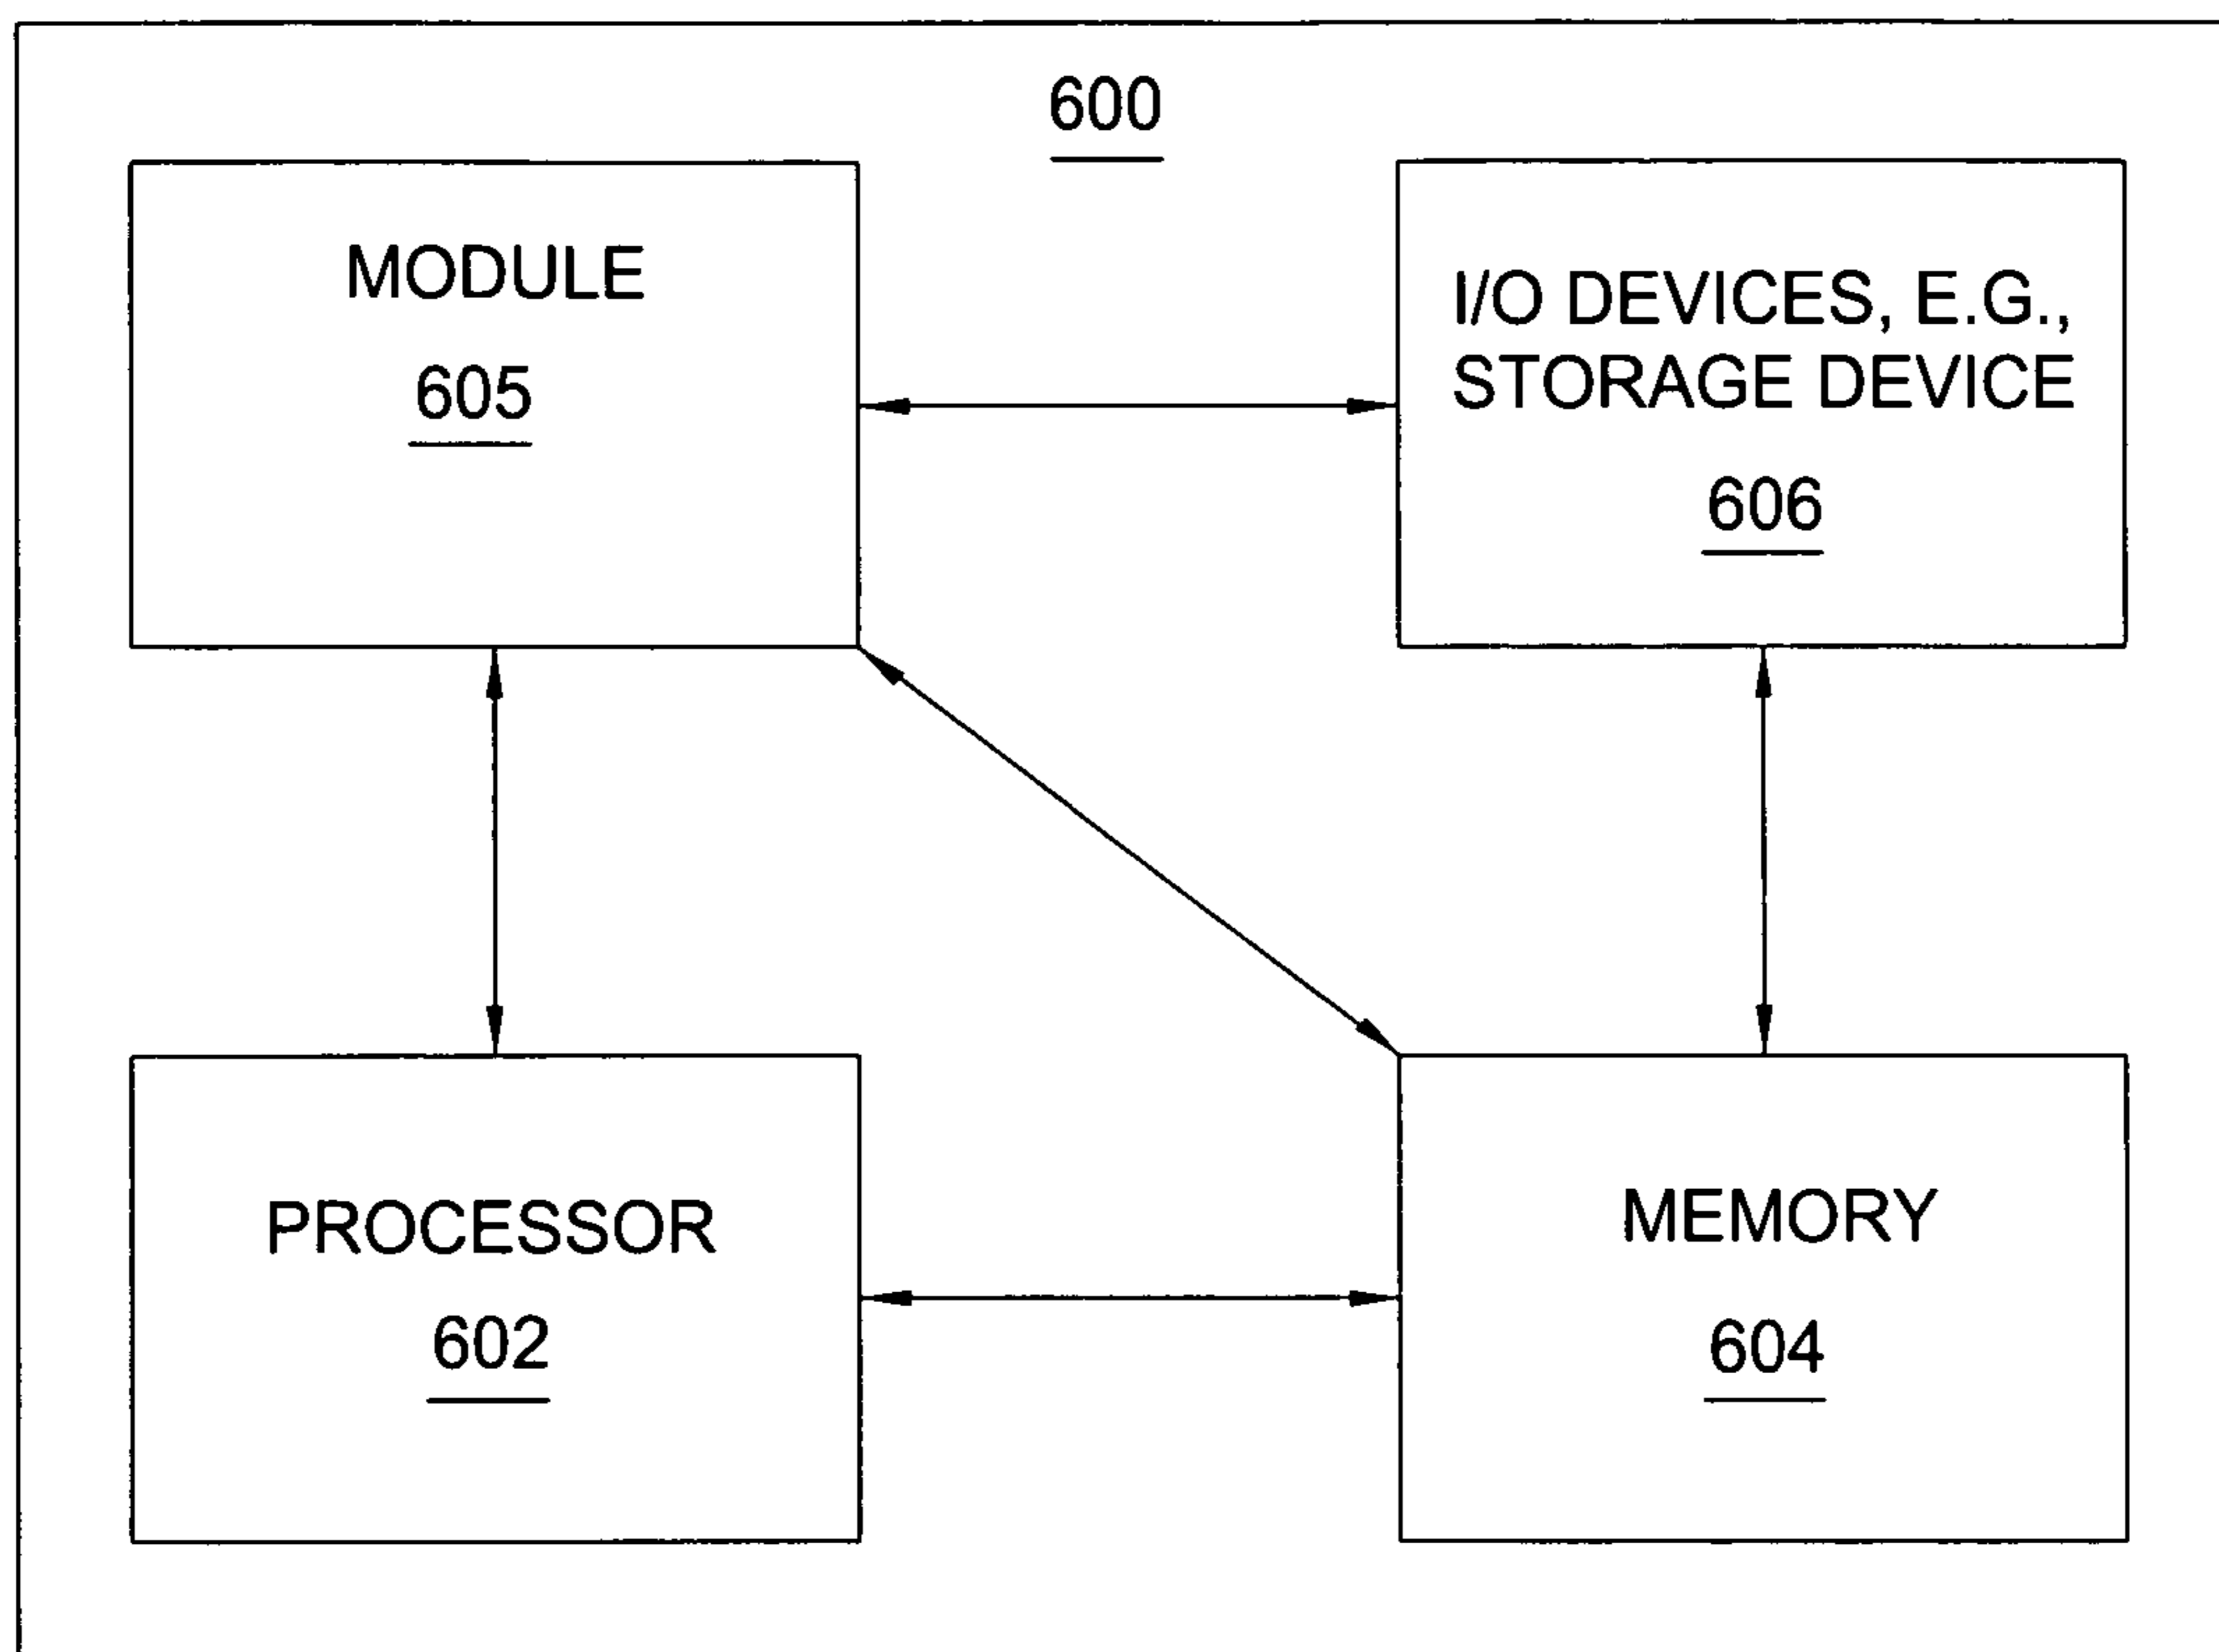 600
MODULE
605
I/O DEVICES, E.G.,
STORAGE DEVICE
606
PROCESSOR
602
MEMORY
604